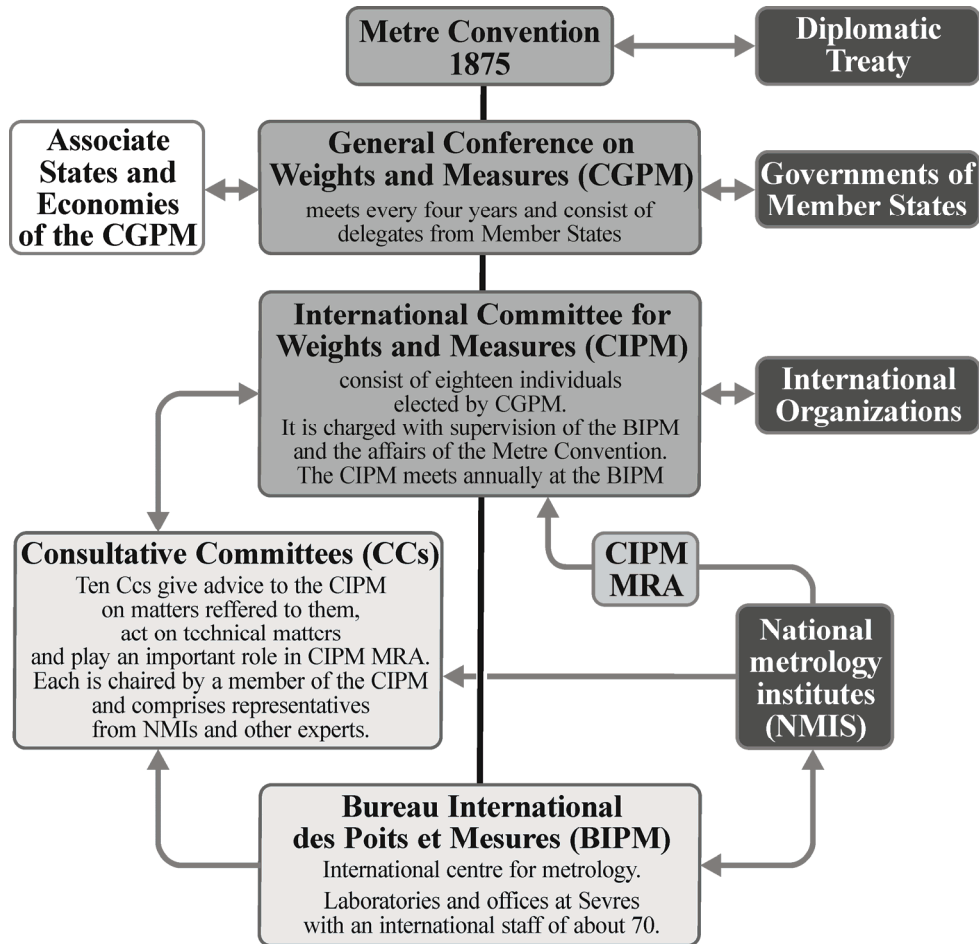 Metre Convention
1875
Diplomatic
Treaty
Associate
States and
Economies
of the CGPM
General Conference on
Weights and Measures (CGPM)
meets every four years and consist of
delegates from Member States
Governments of
Member States
International Committee for
Weights and Measures (CIPM)
consist of eighteen individuals
elected by CGPM.
It is charged with supervision of the BIPM
and the affairs of the Metre Convention.
The CIPM meets annually at the BIPM
International
Organizations
Consultative Committees (CCs)
Ten Ccs give advice to the CIPM
on matters reffered to them,
act on technical matters
and play an important role in CIPM MRA.
Each is chaired by a member of the CIPM
and comprises representatives
from NMIs and other experts.
CIPM
MRA
National
metrology
institutes
(NMIS)
Bureau International
des Poits et Mesures (BIPM)
International centre for metrology.
Laboratories and offices at Sevres
with an international staff of about 70.